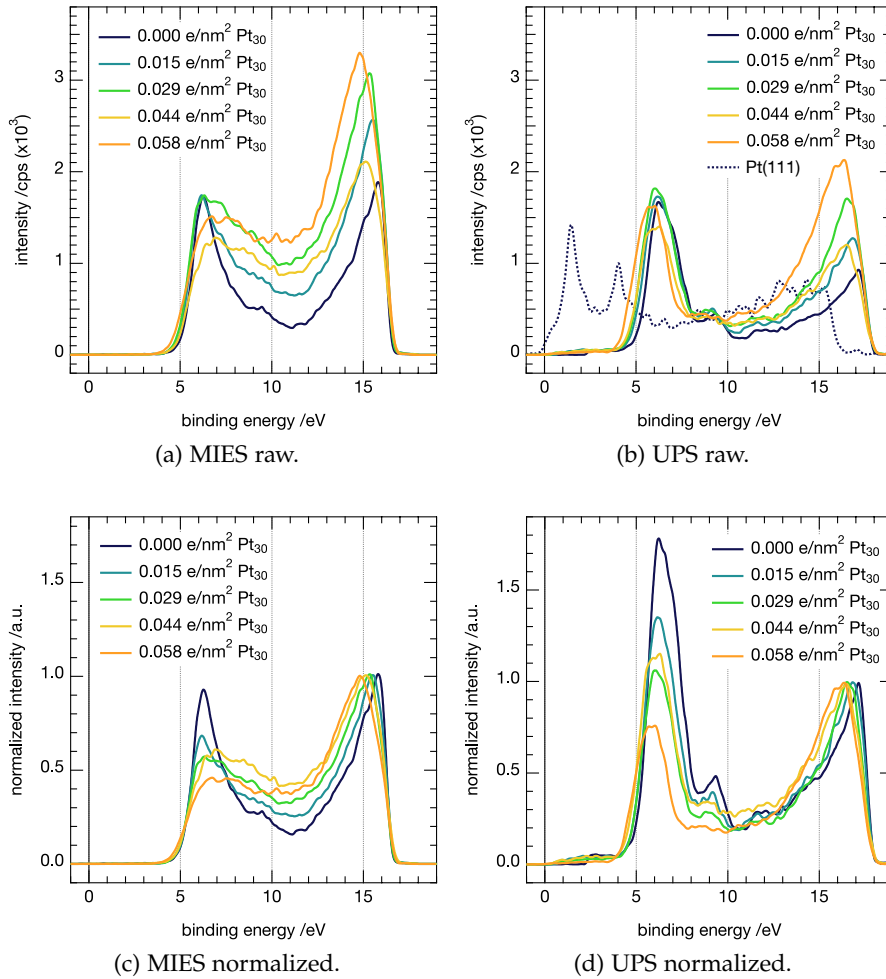 3
2
1
0
intensity /cps (x10³)
0.000 e/nm² Pt₃₀
0.015 e/nm² Pt₃₀
0.029 e/nm² Pt₃₀
0.044 e/nm² Pt₃₀
0.058 e/nm² Pt₃₀
0 5 10 15
binding energy /eV
(a) MIES raw.
3
2
1
0
intensity /cps (x10³)
0.000 e/nm² Pt₃₀
0.015 e/nm² Pt₃₀
0.029 e/nm² Pt₃₀
0.044 e/nm² Pt₃₀
0.058 e/nm² Pt₃₀
Pt(111)
0 5 10 15
binding energy /eV
(b) UPS raw.
1.5
1.0
0.5
0.0
normalized intensity /a.u.
0.000 e/nm² Pt₃₀
0.015 e/nm² Pt₃₀
0.029 e/nm² Pt₃₀
0.044 e/nm² Pt₃₀
0.058 e/nm² Pt₃₀
0 5 10 15
binding energy /eV
(c) MIES normalized.
1.5
1.0
0.5
0.0
normalized intensity /a.u.
0.000 e/nm² Pt₃₀
0.015 e/nm² Pt₃₀
0.029 e/nm² Pt₃₀
0.044 e/nm² Pt₃₀
0.058 e/nm² Pt₃₀
0 5 10 15
binding energy /eV
(d) UPS normalized.